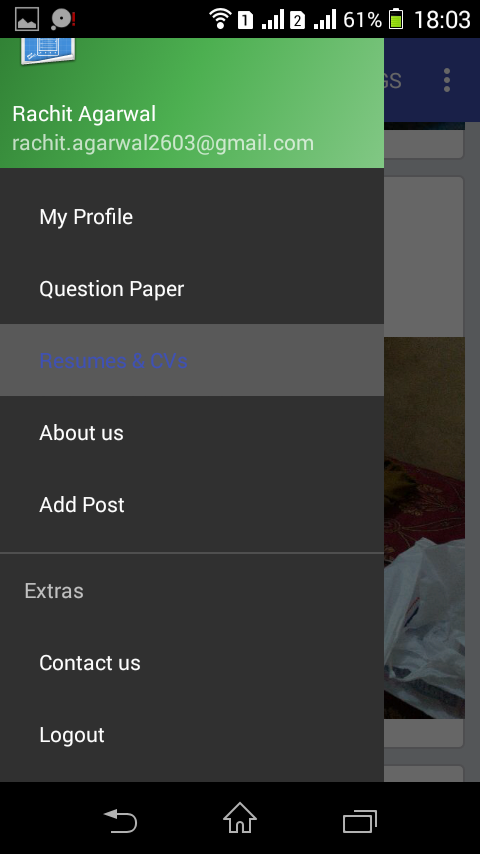 1 2 61% 18:03
GS
Rachit Agarwal
rachit.agarwal2603@gmail.com
My Profile
Question Paper
Resumes & CVs
About us
Add Post
Extras
Contact us
Logout